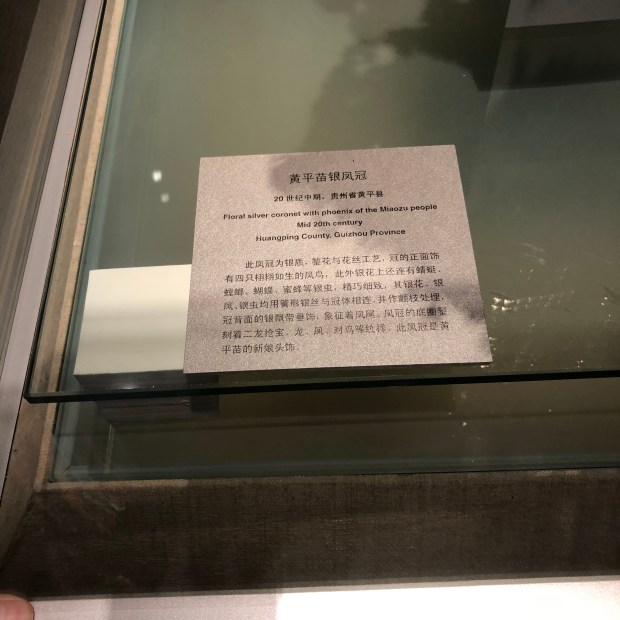 黄平苗银凤冠
20世纪中期，贵州省黄平县
Floral silver coronet with phoenix of the Miaozu people
Mid 20th century
Huangping County, Guizhou Province
此凤冠为银质，錾花与花丝工艺，冠的正面饰
有四只栩栩如生的凤鸟，此外银花上还连有蜻蜓、
螳螂、蝴蝶、蜜蜂等银虫，精巧细致，其银花、银
凤、银虫均用簧形银丝与冠体相连，并作颤枝处理，
冠背面的银飘带垂饰，象征着凤尾。凤冠的底圈錾
刻着二龙抢宝、龙、凤、对鸟等纹样。此凤冠是黄
平苗的新娘头饰。